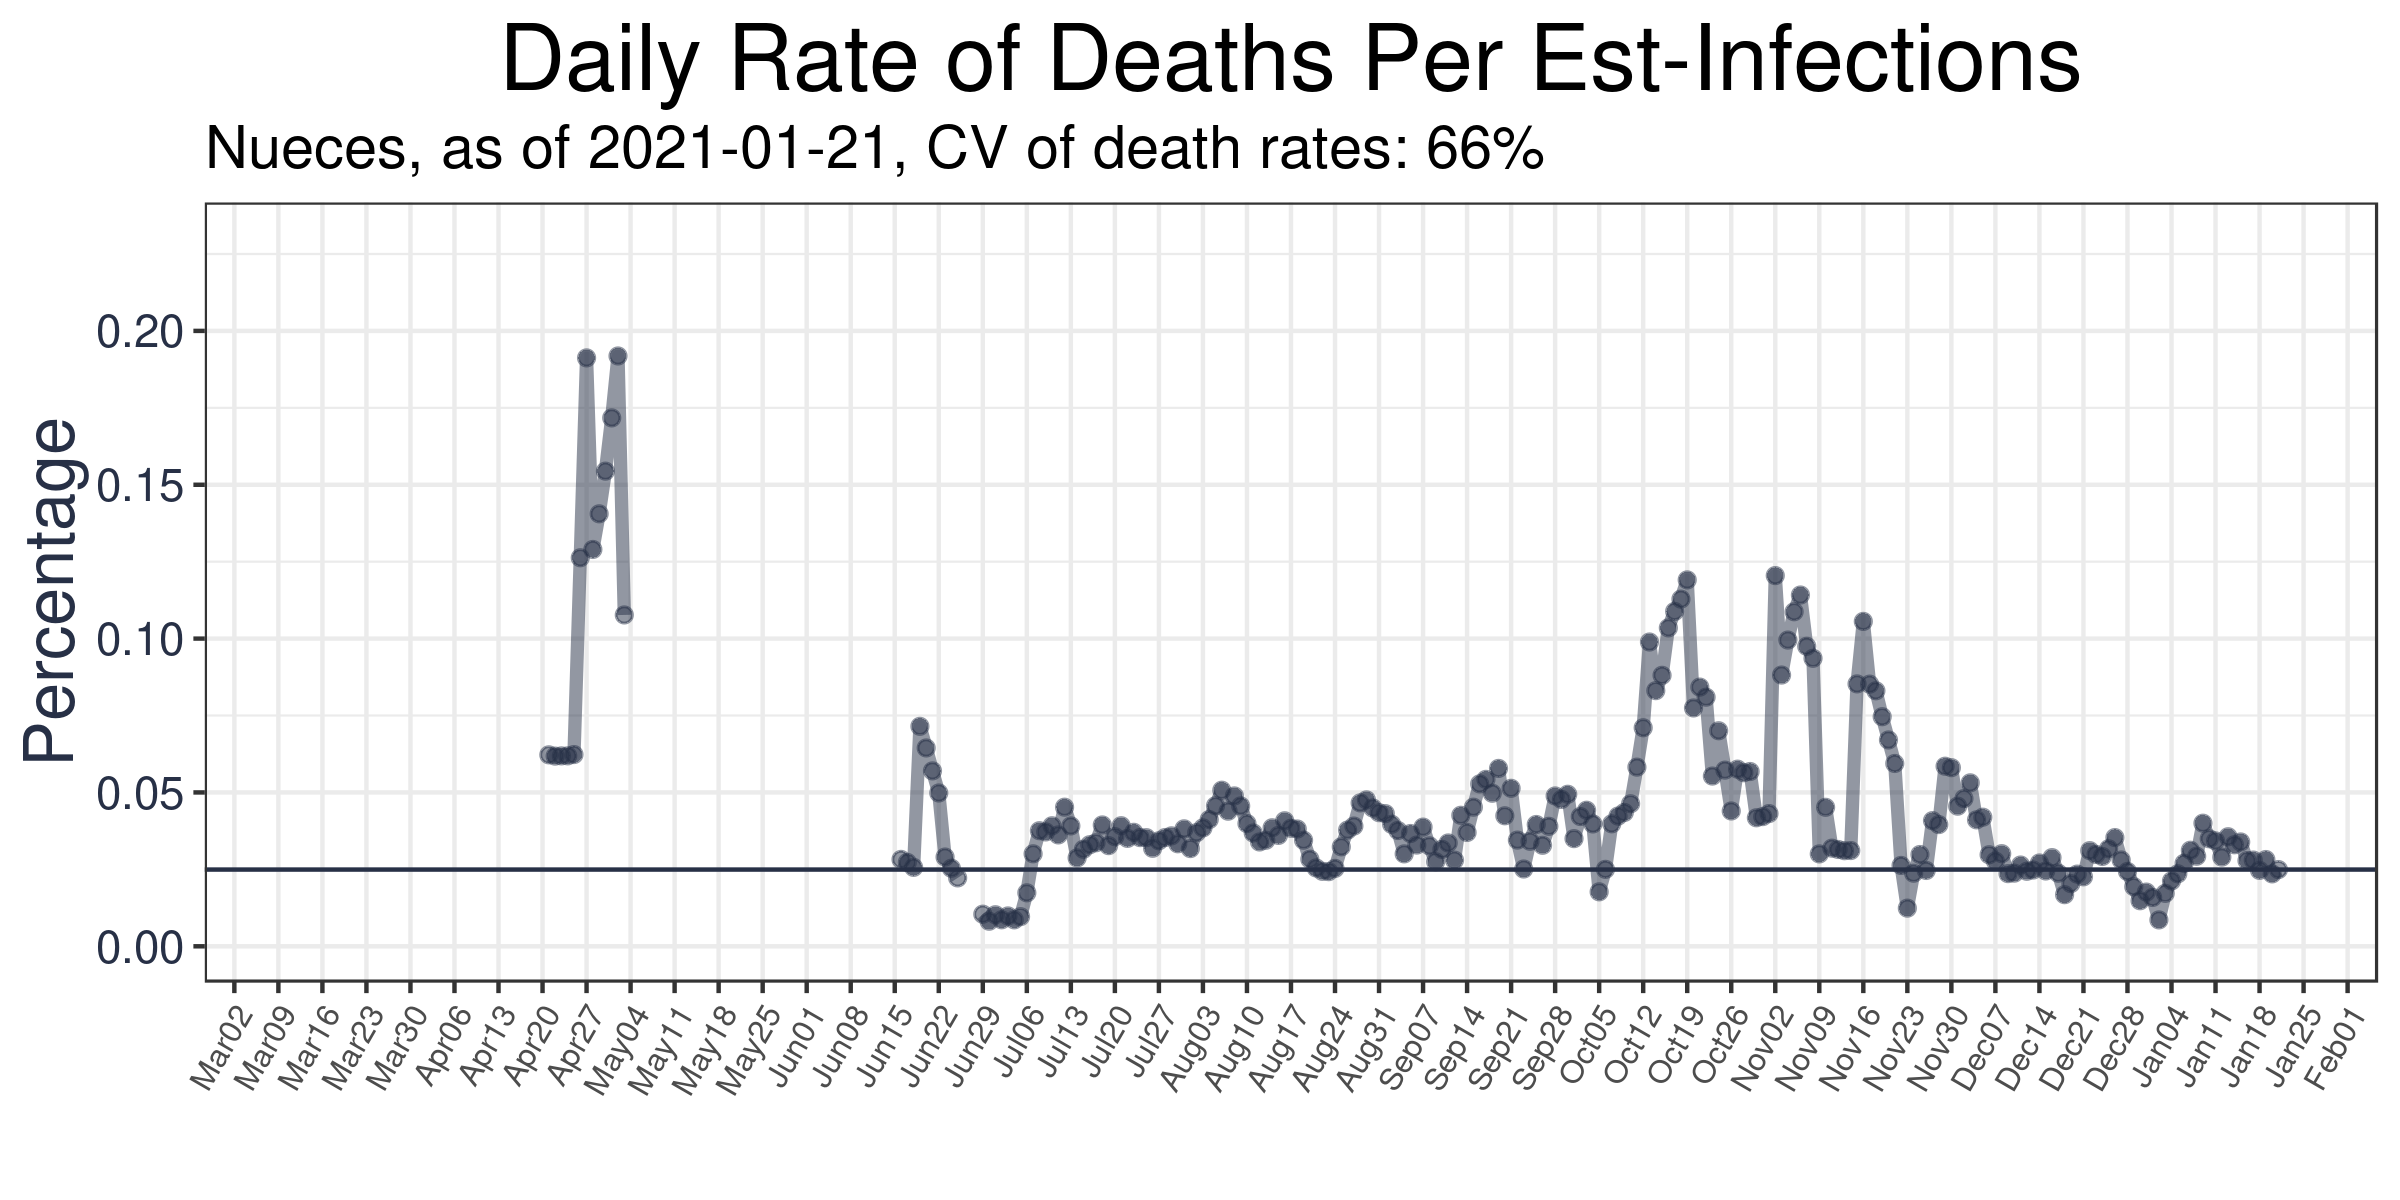 Daily Rate of Deaths Per Est-Infections
Nueces, as of 2021-01-21, CV of death rates: 66%
Percentage
0.20
0.15
0.10
0.05
0.00
Mar02
Mar09
Mar16
Mar23
Mar30
Apr06
Apr13
Apr20
Apr27
May04
May11
May18
May25
Jun01
Jun08
Jun15
Jun22
Jun29
Jul06
Jul13
Jul20
Jul27
Aug03
Aug10
Aug17
Aug24
Aug31
Sep07
Sep14
Sep21
Sep28
Oct05
Oct12
Oct19
Oct26
Nov02
Nov09
Nov16
Nov23
Nov30
Dec07
Dec14
Dec21
Dec28
Jan04
Jan11
Jan18
Jan25
Feb01